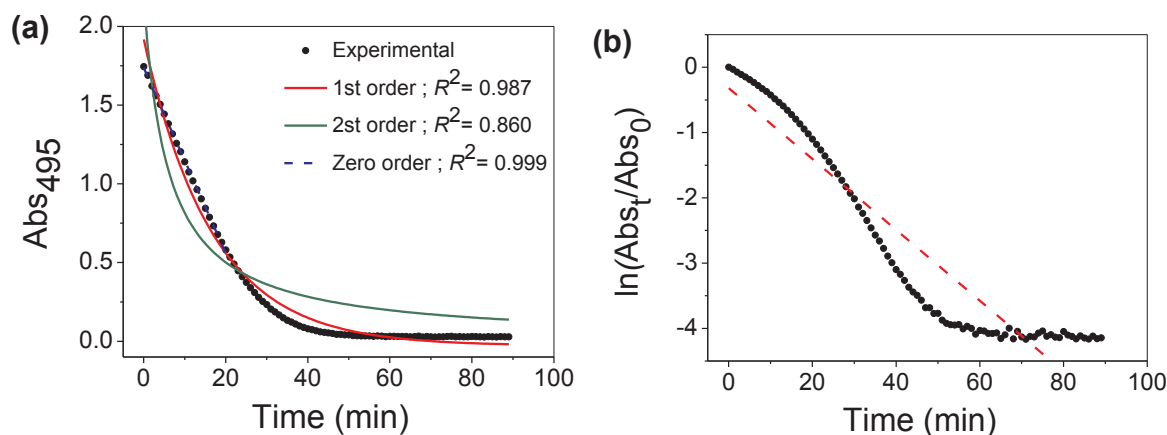 (a)
2.0
1.5
1.0
0.5
0.0
Abs495
Experimental
1st order ; R2= 0.987
2st order ; R2= 0.860
Zero order ; R2= 0.999
0 20 40 60 80 100
Time (min)
(b)
0
-1
-2
-3
-4
ln(Abst/Abs0)
0 20 40 60 80 100
Time (min)